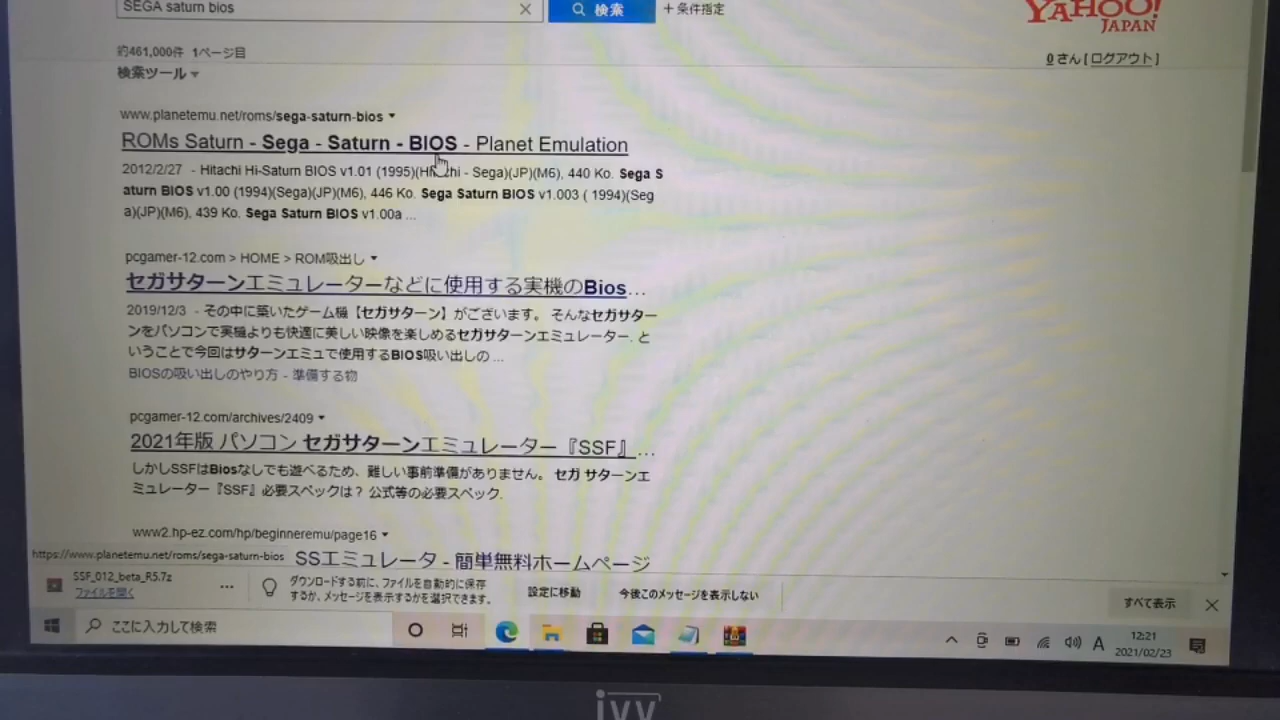 SEGA saturn bios
検索
+条件指定
YAHOO!
JAPAN
約461,000件 1ページ目
0さん [ログアウト]
検索ツール
www.planetemu.net/roms/sega-saturn-bios
ROMs Saturn - Sega - Saturn - BIOS - Planet Emulation
2012/2/27 - Hitachi Hi-Saturn BIOS v1.01 (1995)(Hitachi - Sega)(JP)(M6), 440 Ko. Sega S
aturn BIOS v1.00 (1994)(Sega)(JP)(M6), 446 Ko. Sega Saturn BIOS v1.003 ( 1994)(Seg
a)(JP)(M6), 439 Ko. Sega Saturn BIOS v1.00a ...
pcgamer-12.com > HOME > ROM吸出し
セガサターンエミュレーターなどに使用する実機のBios...
2019/12/3 - その中に築いたゲーム機【セガサターン】がございます。 そんなセガサター
ンをパソコンで実機よりも快適に美しい映像を楽しめるセガサターンエミュレーター. と
いうことで今回はサターンエミュで使用するBIOS吸い出しの ...
BIOSの吸い出しのやり方 - 準備する物
pcgamer-12.com/archives/2409
2021年版 パソコン セガサターンエミュレーター『SSF』...
しかしSSFはBiosなしでも遊べるため、難しい事前準備がありません。 セガ サターンエ
ミュレーター『SSF』必要スペックは？ 公式等の必要スペック.
www2.hp-ez.com/hp/beginneremu/page16
https://www.planetemu.net/roms/sega-saturn-bios
SSエミュレータ - 簡単無料ホームページ
SSF_012_beta_R5.7z
ファイルを開く
...
ダウンロードする前に、ファイルを自動的に保存
するか、メッセージを表示するかを選択できます。
設定に移動
今後このメッセージを表示しない
すべて表示
ここに入力して検索
A
12:21
2021/02/23
ivv